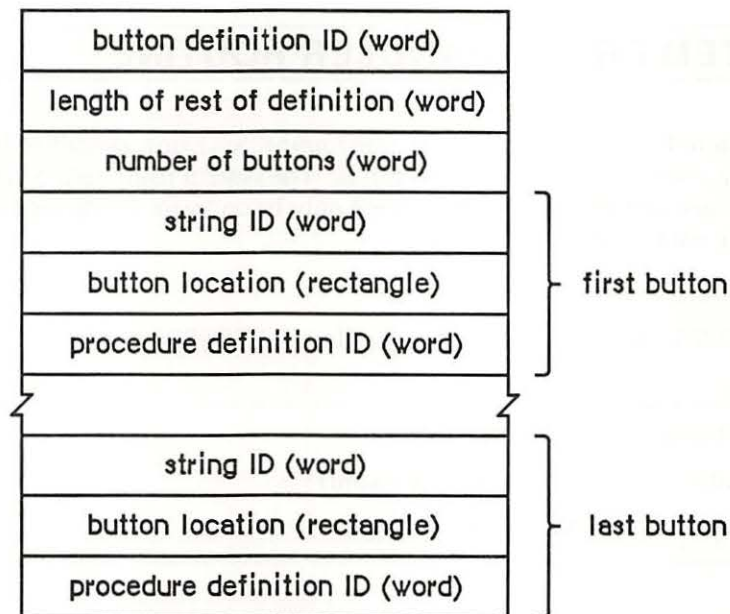 button definition ID (word)
length of rest of definition (word)
number of buttons (word)
string ID (word)
button location (rectangle)
procedure definition ID (word)
first button
string ID (word)
button location (rectangle)
procedure definition ID (word)
last button